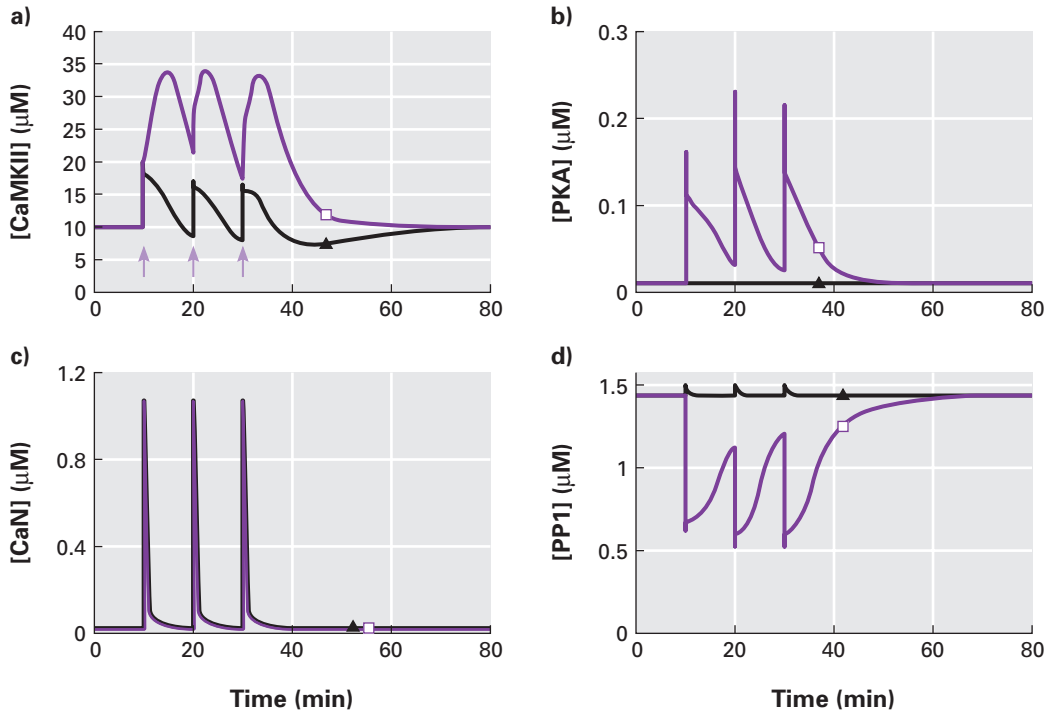 a)
[CaMKII] (μM)
40
35
30
25
20
15
10
5
0
0 20 40 60 80
b)
[PKA] (μM)
0.3
0.2
0.1
0
0 20 40 60 80
c)
[CaN] (μM)
1.2
0.8
0.4
0
0 20 40 60 80
Time (min)
d)
[PP1] (μM)
1.5
1
0.5
0
0 20 40 60 80
Time (min)